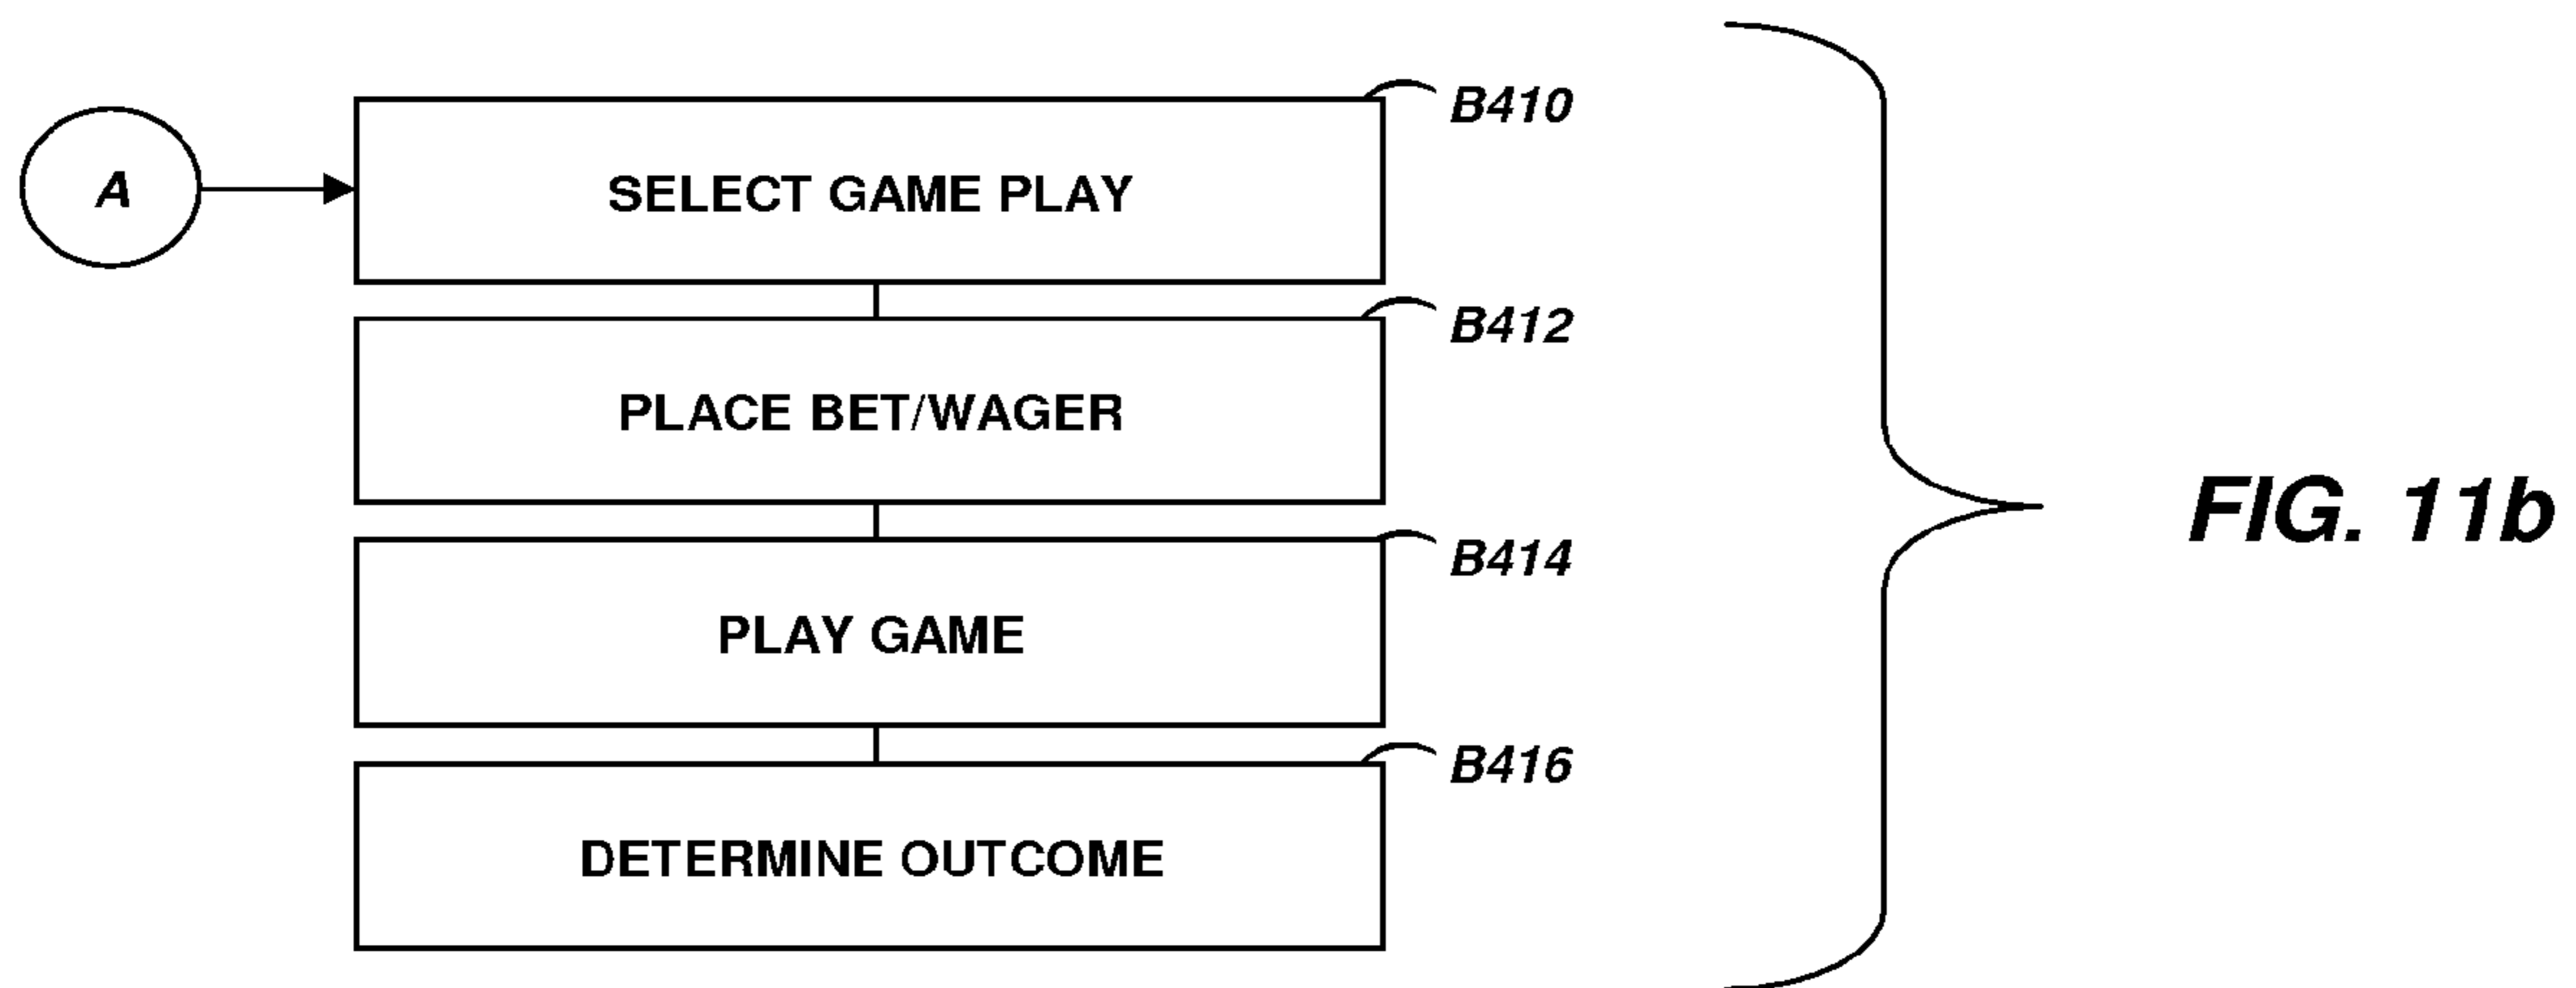 B410
A
SELECT GAME PLAY
B412
PLACE BET/WAGER
B414
PLAY GAME
B416
DETERMINE OUTCOME
FIG. 11b